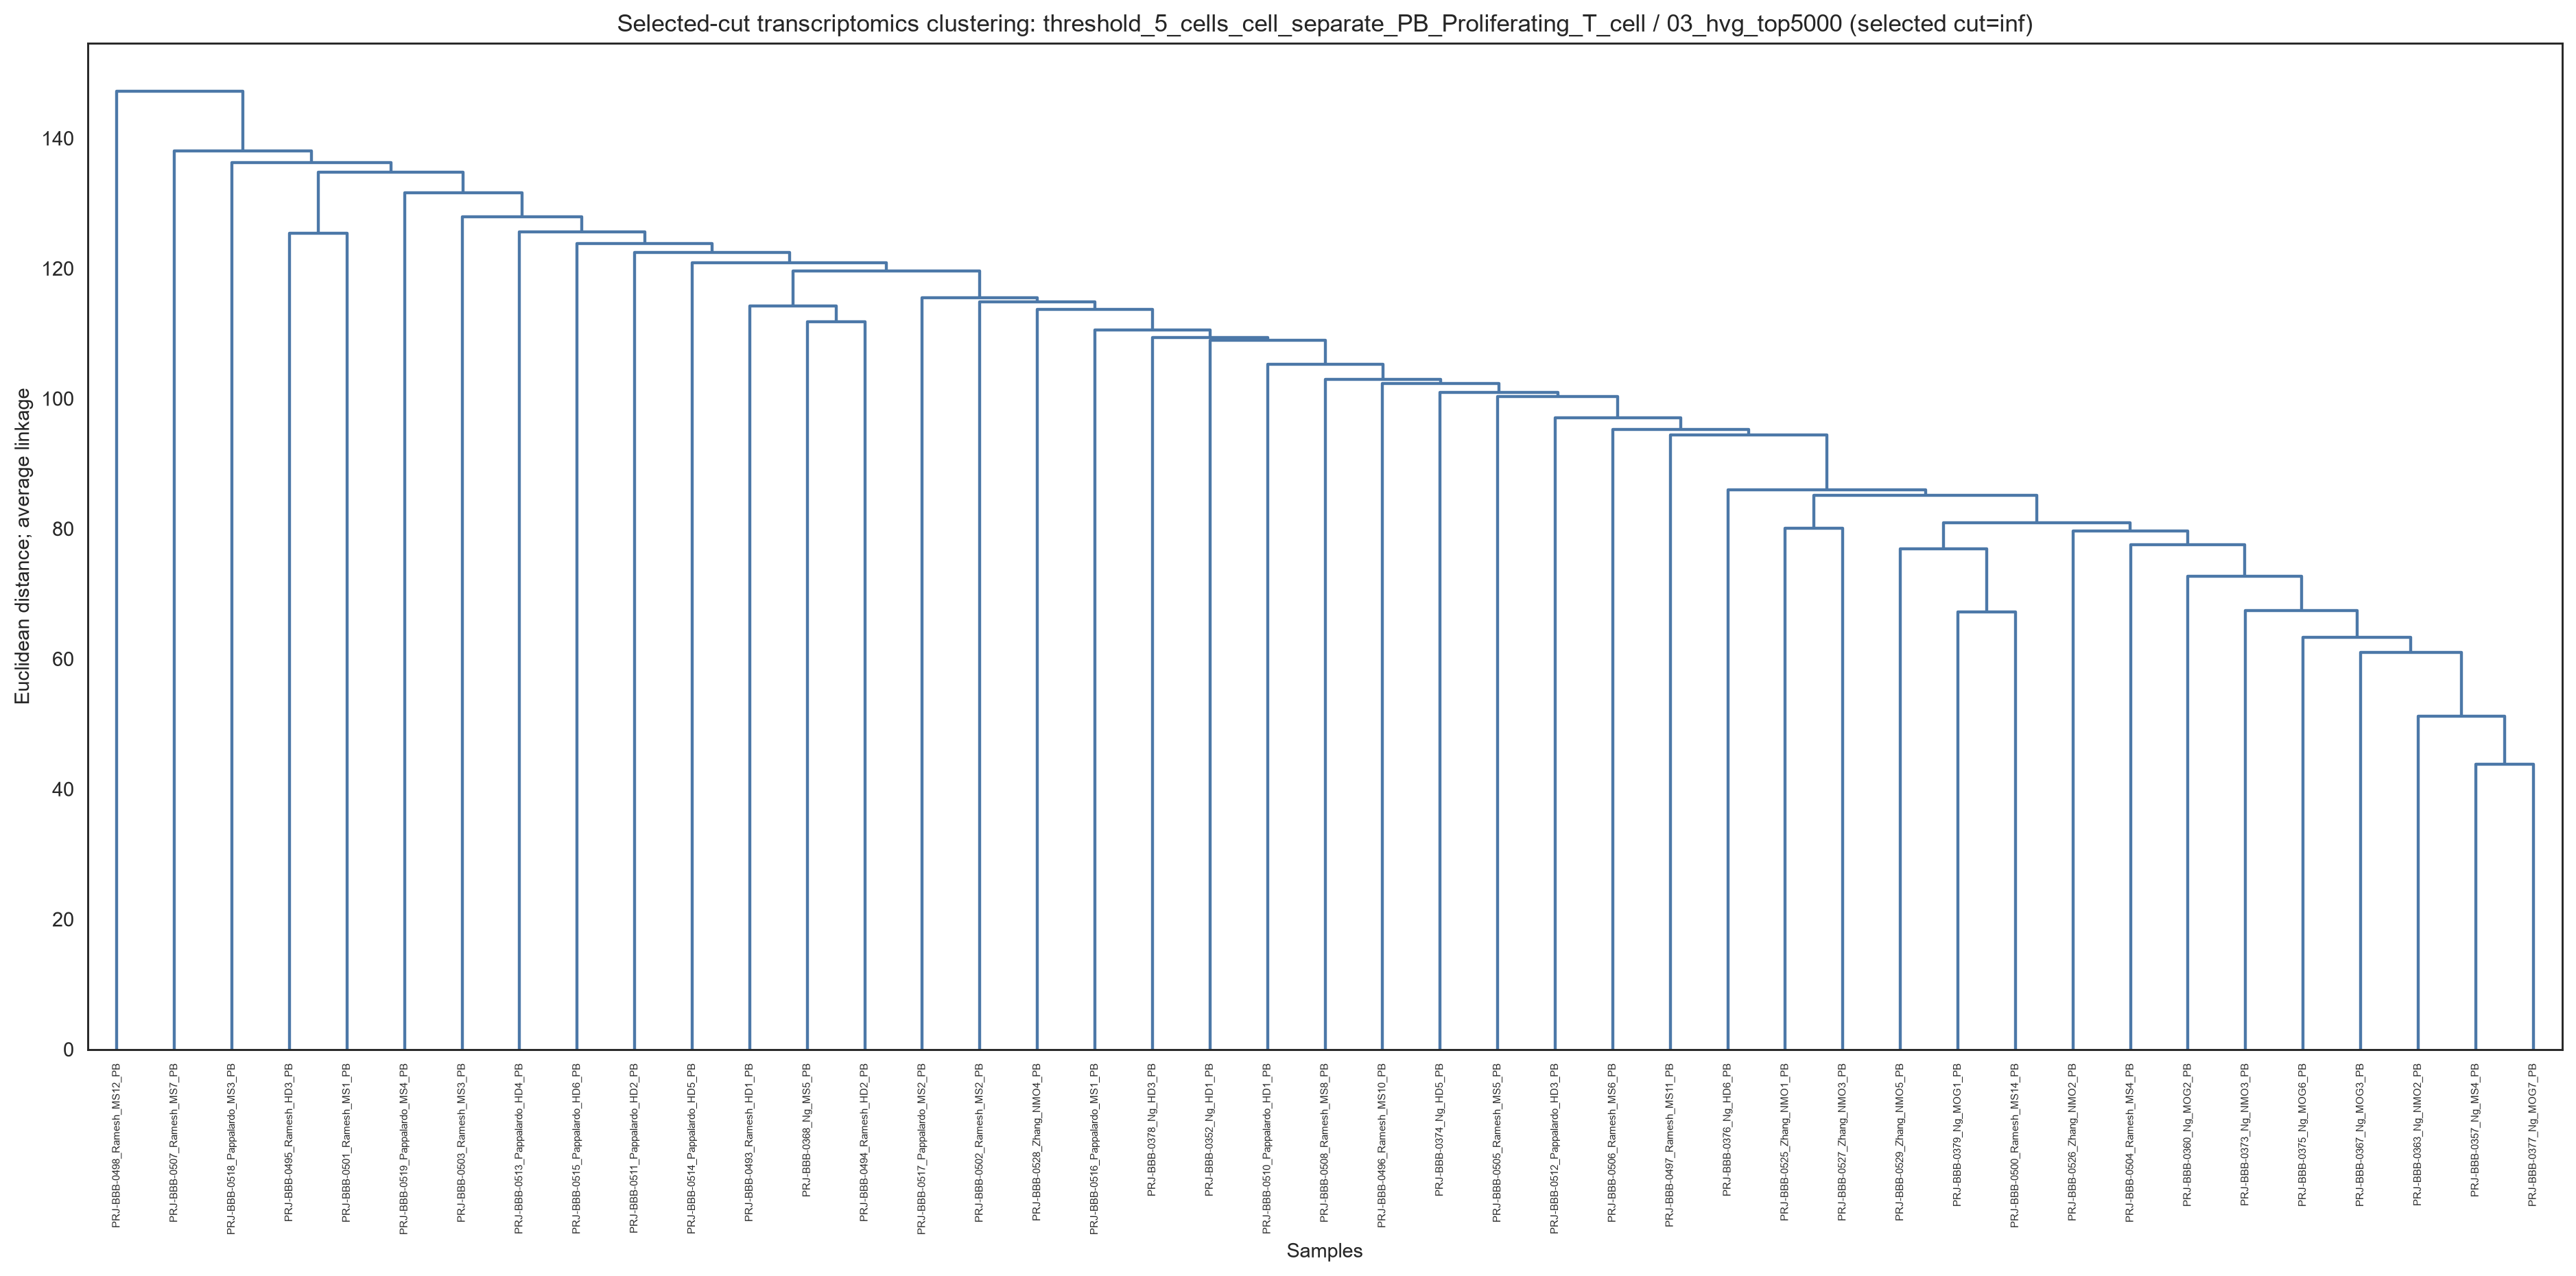 Selected-cut transcriptomics clustering: threshold_5_cells_cell_separate_PB_Proliferating_T_cell / 03_hvg_top5000 (selected cut=inf)
Euclidean distance; average linkage
140
120
100
80
60
40
20
0
PRJ-BBB-0498_Ramesh_MS12_PB
PRJ-BBB-0507_Ramesh_MS7_PB
PRJ-BBB-0518_Pappalardo_MS3_PB
PRJ-BBB-0495_Ramesh_HD3_PB
PRJ-BBB-0501_Ramesh_MS1_PB
PRJ-BBB-0519_Pappalardo_MS4_PB
PRJ-BBB-0503_Ramesh_MS3_PB
PRJ-BBB-0513_Pappalardo_HD4_PB
PRJ-BBB-0515_Pappalardo_HD6_PB
PRJ-BBB-0511_Pappalardo_HD2_PB
PRJ-BBB-0514_Pappalardo_HD5_PB
PRJ-BBB-0493_Ramesh_HD1_PB
PRJ-BBB-0368_Ng_MS5_PB
PRJ-BBB-0494_Ramesh_HD2_PB
PRJ-BBB-0517_Pappalardo_MS2_PB
PRJ-BBB-0502_Ramesh_MS2_PB
PRJ-BBB-0528_Zhang_NMO4_PB
PRJ-BBB-0516_Pappalardo_MS1_PB
PRJ-BBB-0378_Ng_HD3_PB
PRJ-BBB-0352_Ng_HD1_PB
PRJ-BBB-0510_Pappalardo_HD1_PB
PRJ-BBB-0508_Ramesh_MS8_PB
PRJ-BBB-0496_Ramesh_MS10_PB
PRJ-BBB-0374_Ng_HD5_PB
PRJ-BBB-0505_Ramesh_MS5_PB
PRJ-BBB-0512_Pappalardo_HD3_PB
PRJ-BBB-0506_Ramesh_MS6_PB
PRJ-BBB-0497_Ramesh_MS11_PB
PRJ-BBB-0376_Ng_HD6_PB
PRJ-BBB-0525_Zhang_NMO1_PB
PRJ-BBB-0527_Zhang_NMO3_PB
PRJ-BBB-0529_Zhang_NMO5_PB
PRJ-BBB-0379_Ng_MOG1_PB
PRJ-BBB-0500_Ramesh_MS14_PB
PRJ-BBB-0526_Zhang_NMO2_PB
PRJ-BBB-0504_Ramesh_MS4_PB
PRJ-BBB-0360_Ng_MOG2_PB
PRJ-BBB-0373_Ng_NMO3_PB
PRJ-BBB-0375_Ng_MOG6_PB
PRJ-BBB-0367_Ng_MOG3_PB
PRJ-BBB-0363_Ng_NMO2_PB
PRJ-BBB-0357_Ng_MS4_PB
PRJ-BBB-0377_Ng_MOG7_PB
Samples